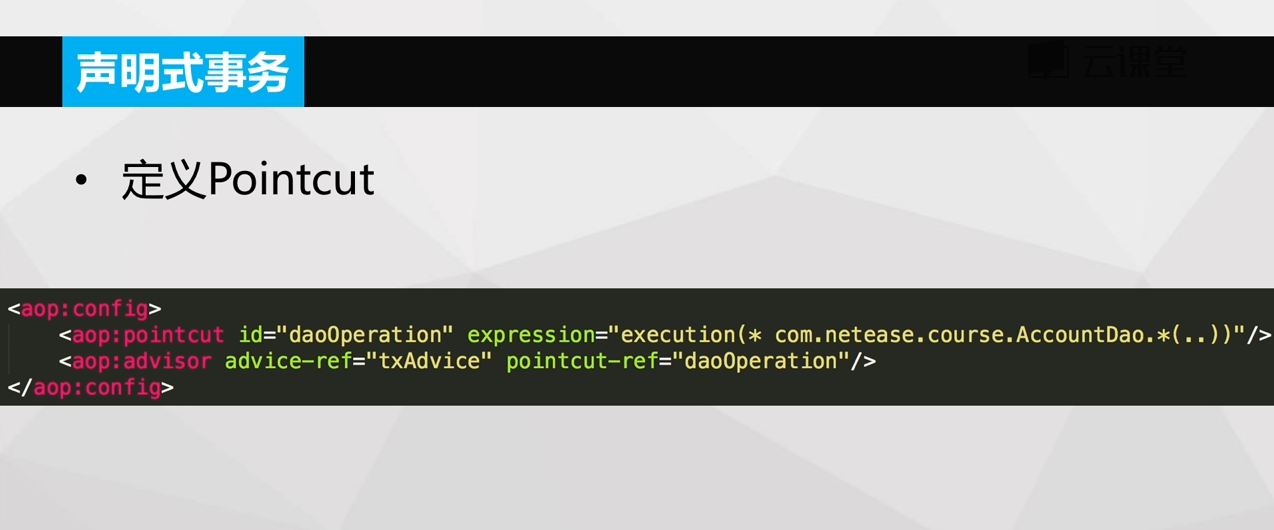 声明式事务
云课堂
• 定义Pointcut
<aop:config>
<aop:pointcut id="daoOperation" expression="execution(* com.netease.course.AccountDao.*(..))"/>
<aop:advisor advice-ref="txAdvice" pointcut-ref="daoOperation"/>
</aop:config>